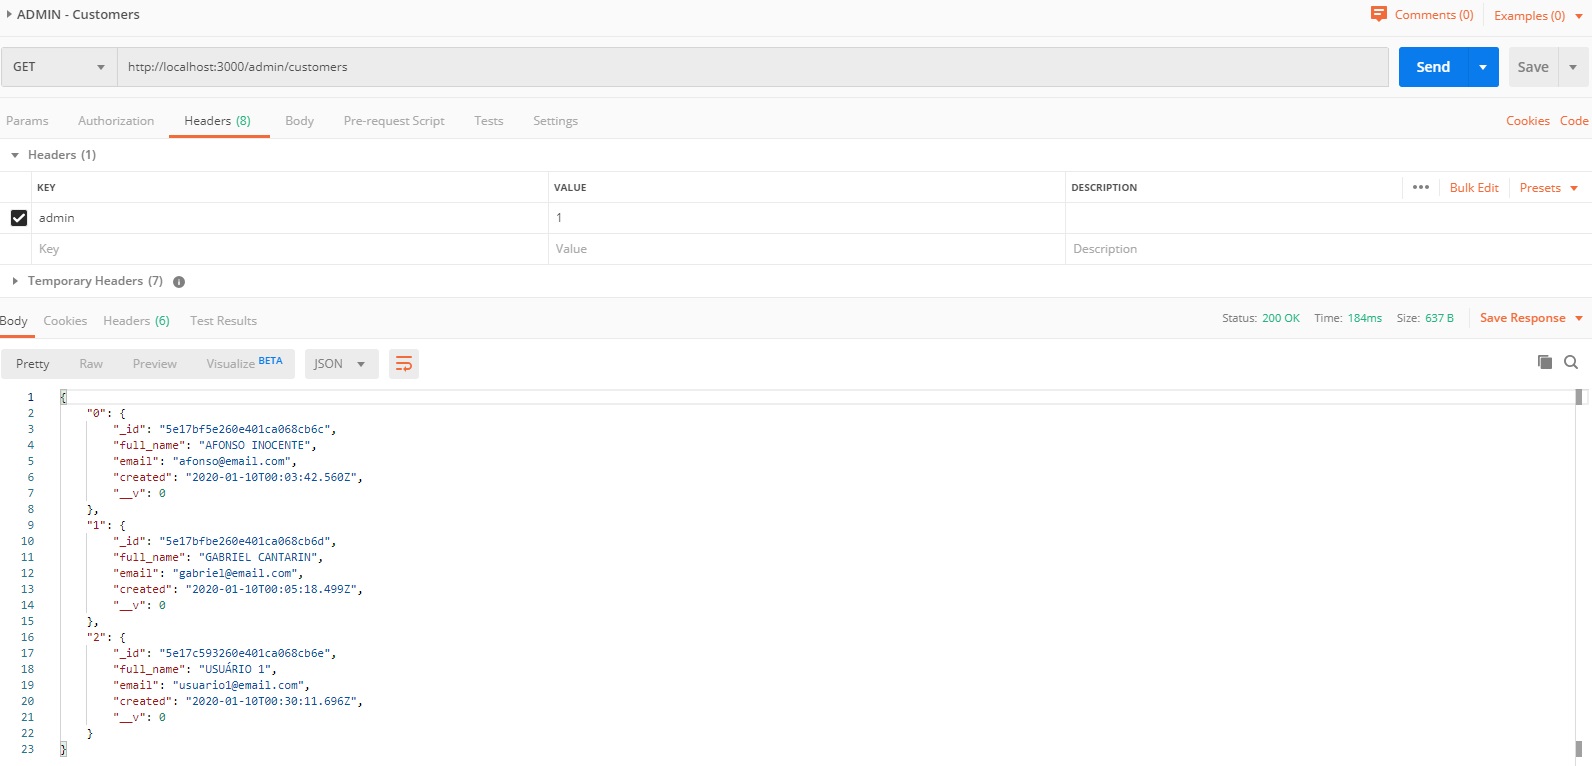 ADMIN - Customers
Comments (0) Examples (0)
GET http://localhost:3000/admin/customers Send Save
Params Authorization Headers (8) Body Pre-request Script Tests Settings Cookies Code
Headers (1)
KEY VALUE DESCRIPTION ••• Bulk Edit Presets
admin 1
Key Value Description
Temporary Headers (7) i
Body Cookies Headers (6) Test Results Status: 200 OK Time: 184ms Size: 637 B Save Response
Pretty Raw Preview Visualize BETA JSON
1 {
2 "0": {
3 "_id": "5e17bf5e260e401ca068cb6c",
4 "full_name": "AFONSO INOCENTE",
5 "email": "afonso@email.com",
6 "created": "2020-01-10T00:03:42.560Z",
7 "__v": 0
8 },
9 "1": {
10 "_id": "5e17bfbe260e401ca068cb6d",
11 "full_name": "GABRIEL CANTARIN",
12 "email": "gabriel@email.com",
13 "created": "2020-01-10T00:05:18.499Z",
14 "__v": 0
15 },
16 "2": {
17 "_id": "5e17c593260e401ca068cb6e",
18 "full_name": "USUÁRIO 1",
19 "email": "usuario1@email.com",
20 "created": "2020-01-10T00:30:11.696Z",
21 "__v": 0
22 }
23 }